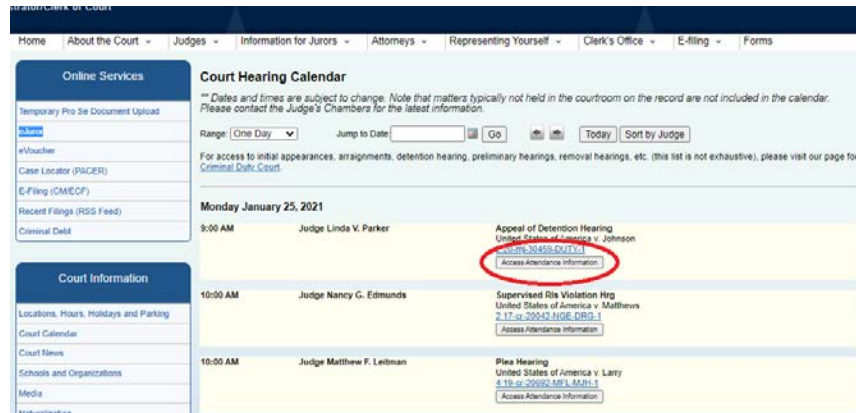 Home About the Court Judges Information for Jurors Attorneys Representing Yourself Clerk's Office E-filing Forms
Online Services
Temporary Pro Se Document Upload
eJuror
eVoucher
Case Locator (PACER)
E-Filing (CM/ECF)
Recent Filings (RSS Feed)
Criminal Debt
Court Information
Locations, Hours, Holidays and Parking
Court Calendar
Court News
Schools and Organizations
Media
Naturalization
Court Hearing Calendar
** Dates and times are subject to change. Note that matters typically not held in the courtroom on the record are not included in the calendar.
Please contact the Judge's Chambers for the latest information.
Range: One Day Jump to Date: Go Today Sort by Judge
For access to initial appearances, arraignments, detention hearing, preliminary hearings, removal hearings, etc. (this list is not exhaustive), please visit our page fo
Criminal Duty Court.
Monday January 25, 2021
9:00 AM Judge Linda V. Parker Appeal of Detention Hearing
United States of America v. Johnson
2:20-mj-30459-DUTY-1
Access Attendance Information
10:00 AM Judge Nancy G. Edmunds Supervised Rls Violation Hrg
United States of America v. Matthews
2:17-cr-20042-NGE-DRG-1
Access Attendance Information
10:00 AM Judge Matthew F. Leitman Plea Hearing
United States of America v. Larry
4:19-cr-20692-MFL-MJH-1
Access Attendance Information